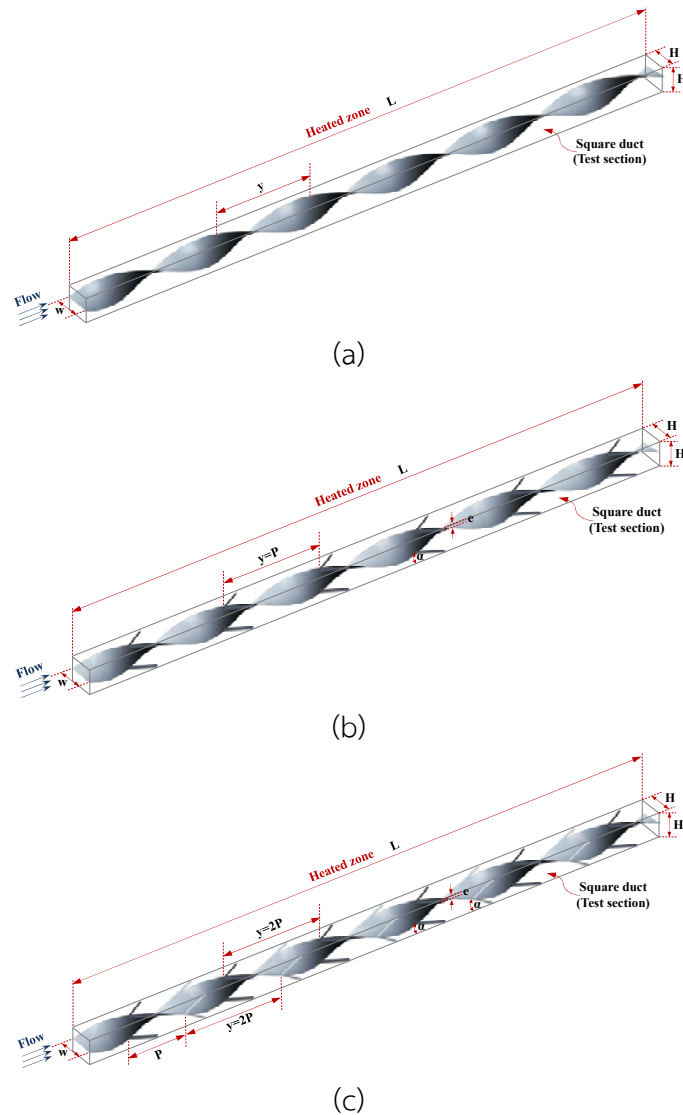 H
H
L
Heated zone
Square duct
(Test section)
y
Flow
w
(a)
H
H
L
Heated zone
e
Square duct
(Test section)
y=P
α
Flow
w
(b)
H
H
L
Heated zone
e
α
Square duct
(Test section)
y=2P
α
y=2P
Flow
w
P
(c)